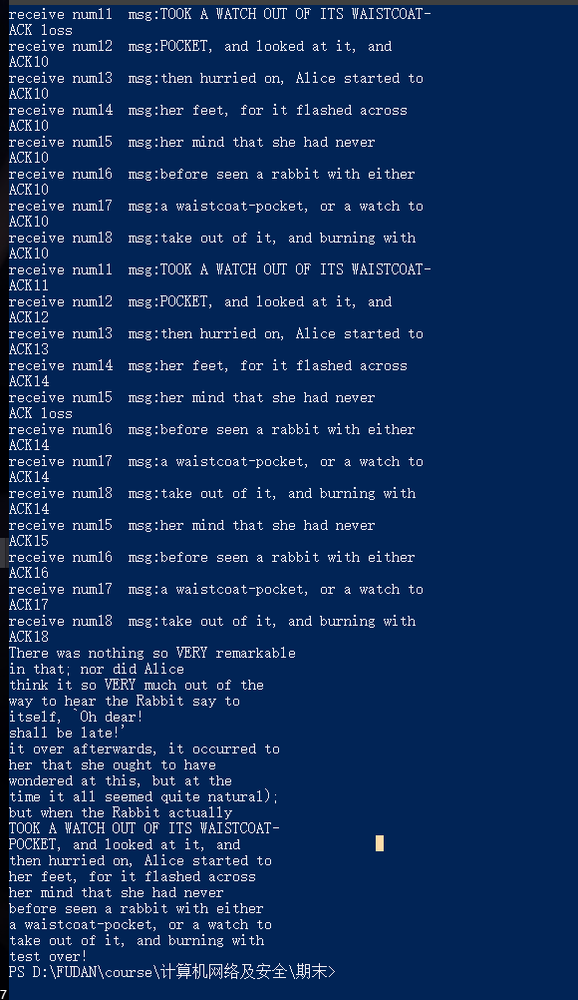 receive num11  msg:TOOK A WATCH OUT OF ITS WAISTCOAT-
ACK loss
receive num12  msg:POCKET, and looked at it, and
ACK10
receive num13  msg:then hurried on, Alice started to
ACK10
receive num14  msg:her feet, for it flashed across
ACK10
receive num15  msg:her mind that she had never
ACK10
receive num16  msg:before seen a rabbit with either
ACK10
receive num17  msg:a waistcoat-pocket, or a watch to
ACK10
receive num18  msg:take out of it, and burning with
ACK10
receive num11  msg:TOOK A WATCH OUT OF ITS WAISTCOAT-
ACK11
receive num12  msg:POCKET, and looked at it, and
ACK12
receive num13  msg:then hurried on, Alice started to
ACK13
receive num14  msg:her feet, for it flashed across
ACK14
receive num15  msg:her mind that she had never
ACK loss
receive num16  msg:before seen a rabbit with either
ACK14
receive num17  msg:a waistcoat-pocket, or a watch to
ACK14
receive num18  msg:take out of it, and burning with
ACK14
receive num15  msg:her mind that she had never
ACK15
receive num16  msg:before seen a rabbit with either
ACK16
receive num17  msg:a waistcoat-pocket, or a watch to
ACK17
receive num18  msg:take out of it, and burning with
ACK18
There was nothing so VERY remarkable
in that; nor did Alice
think it so VERY much out of the
way to hear the Rabbit say to
itself, `Oh dear!
shall be late!'
it over afterwards, it occurred to
her that she ought to have
wondered at this, but at the
time it all seemed quite natural);
but when the Rabbit actually
TOOK A WATCH OUT OF ITS WAISTCOAT-
POCKET, and looked at it, and
then hurried on, Alice started to
her feet, for it flashed across
her mind that she had never
before seen a rabbit with either
a waistcoat-pocket, or a watch to
take out of it, and burning with
test over!
PS D:\FUDAN\course\计算机网络及安全\期末>
7